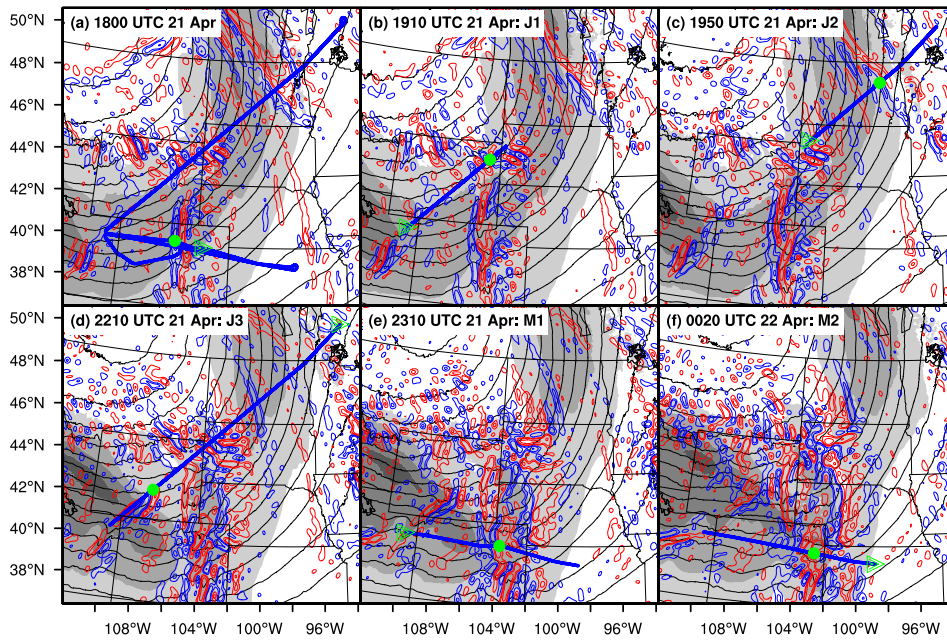 (a) 1800 UTC 21 Apr
(b) 1910 UTC 21 Apr: J1
(c) 1950 UTC 21 Apr: J2
50°N
48°N
46°N
44°N
42°N
40°N
38°N
(d) 2210 UTC 21 Apr: J3
(e) 2310 UTC 21 Apr: M1
(f) 0020 UTC 22 Apr: M2
50°N
48°N
46°N
44°N
42°N
40°N
38°N
108°W 104°W 100°W 96°W
108°W 104°W 100°W 96°W
108°W 104°W 100°W 96°W